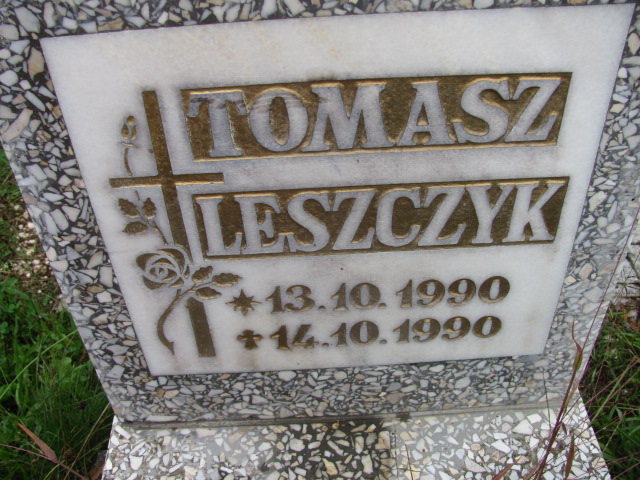 TOMASZ
LESZCZYK
* 13.10.1990
✝ 14.10.1990